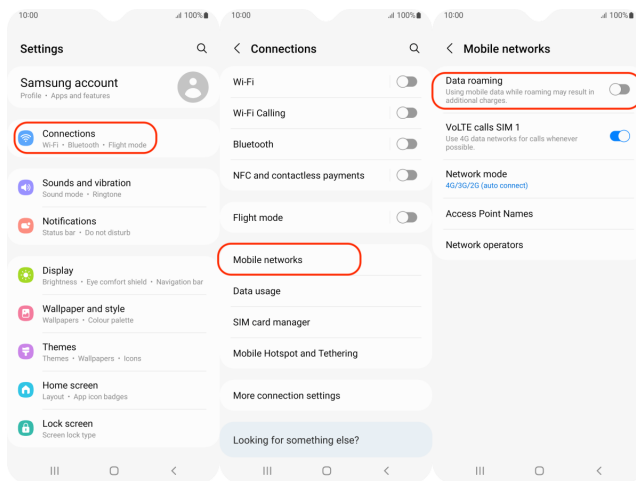 10:00
100%
Settings
Samsung account
Profile • Apps and features
Connections
Wi-Fi • Bluetooth • Flight mode
Sounds and vibration
Sound mode • Ringtone
Notifications
Status bar • Do not disturb
Display
Brightness • Eye comfort shield • Navigation bar
Wallpaper and style
Wallpapers • Colour palette
Themes
Themes • Wallpapers • Icons
Home screen
Layout • App icon badges
Lock screen
Screen lock type
10:00
100%
Connections
Wi-Fi
Wi-Fi Calling
Bluetooth
NFC and contactless payments
Flight mode
Mobile networks
Data usage
SIM card manager
Mobile Hotspot and Tethering
More connection settings
Looking for something else?
10:00
100%
Mobile networks
Data roaming
Using mobile data while roaming may result in
additional charges.
VoLTE calls SIM 1
Use 4G data networks for calls whenever
possible.
Network mode
4G/3G/2G (auto connect)
Access Point Names
Network operators